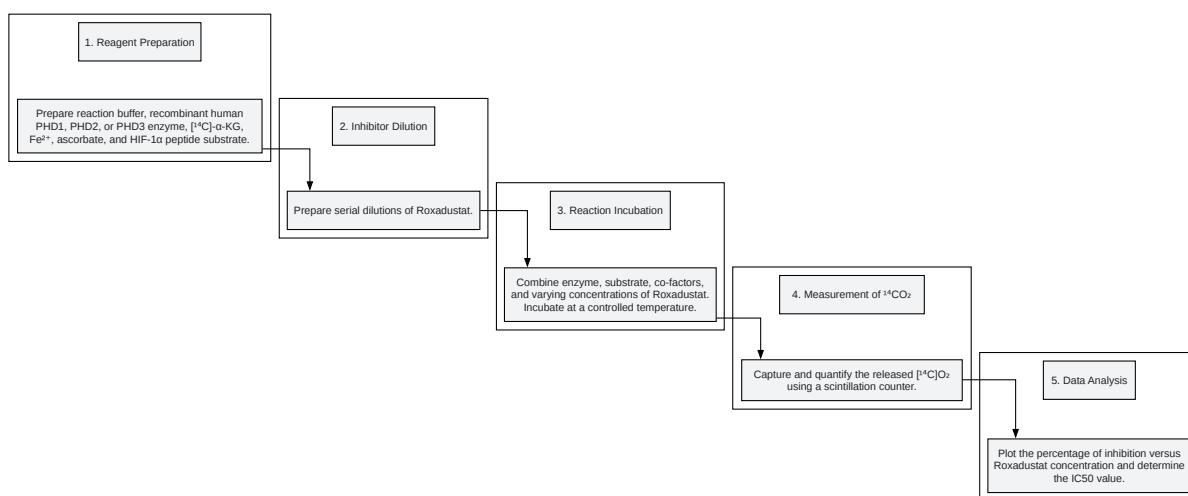 1. Reagent Preparation
Prepare reaction buffer, recombinant human
PHD1, PHD2, or PHD3 enzyme, [¹⁴C]-α-KG,
Fe²⁺, ascorbate, and HIF-1α peptide substrate.
2. Inhibitor Dilution
Prepare serial dilutions of Roxadustat.
3. Reaction Incubation
Combine enzyme, substrate, co-factors,
and varying concentrations of Roxadustat.
Incubate at a controlled temperature.
4. Measurement of ¹⁴CO₂
Capture and quantify the released [¹⁴C]O₂
using a scintillation counter.
5. Data Analysis
Plot the percentage of inhibition versus
Roxadustat concentration and determine
the IC50 value.